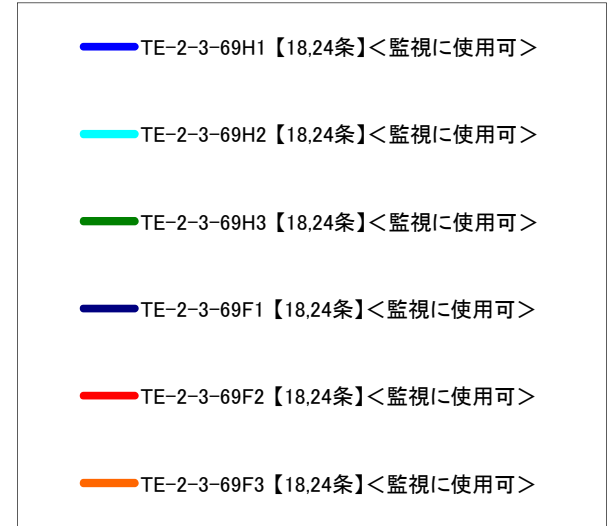 TE-2-3-69H1【18,24条】＜監視に使用可＞
TE-2-3-69H2【18,24条】＜監視に使用可＞
TE-2-3-69H3【18,24条】＜監視に使用可＞
TE-2-3-69F1【18,24条】＜監視に使用可＞
TE-2-3-69F2【18,24条】＜監視に使用可＞
TE-2-3-69F3【18,24条】＜監視に使用可＞